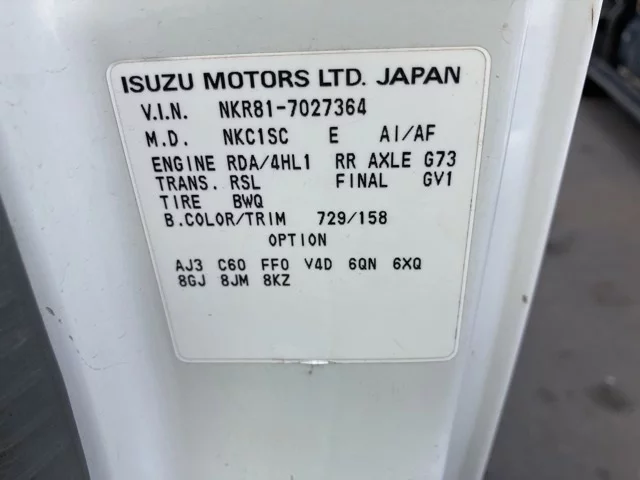 ISUZU MOTORS LTD. JAPAN
V.I.N. NKR81-7027364
M.D. NKC1SC E AI/AF
ENGINE RDA/4HL1 RR AXLE G73
TRANS. RSL FINAL GV1
TIRE BWQ
B.COLOR/TRIM 729/158
OPTION
AJ3 C60 FF0 V4D 6QN 6XQ
8GJ 8JM 8KZ